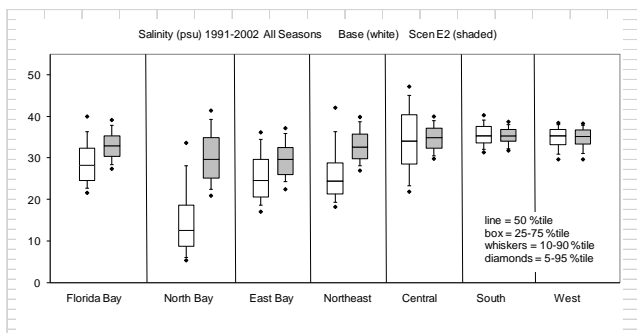 Salinity (psu) 1991-2002 All Seasons Base (white) Scen E2 (shaded)
50
40
30
20
10
0
line = 50 %tile
box = 25-75 %tile
whiskers = 10-90 %tile
diamonds = 5-95 %tile
Florida Bay North Bay East Bay Northeast Central South West